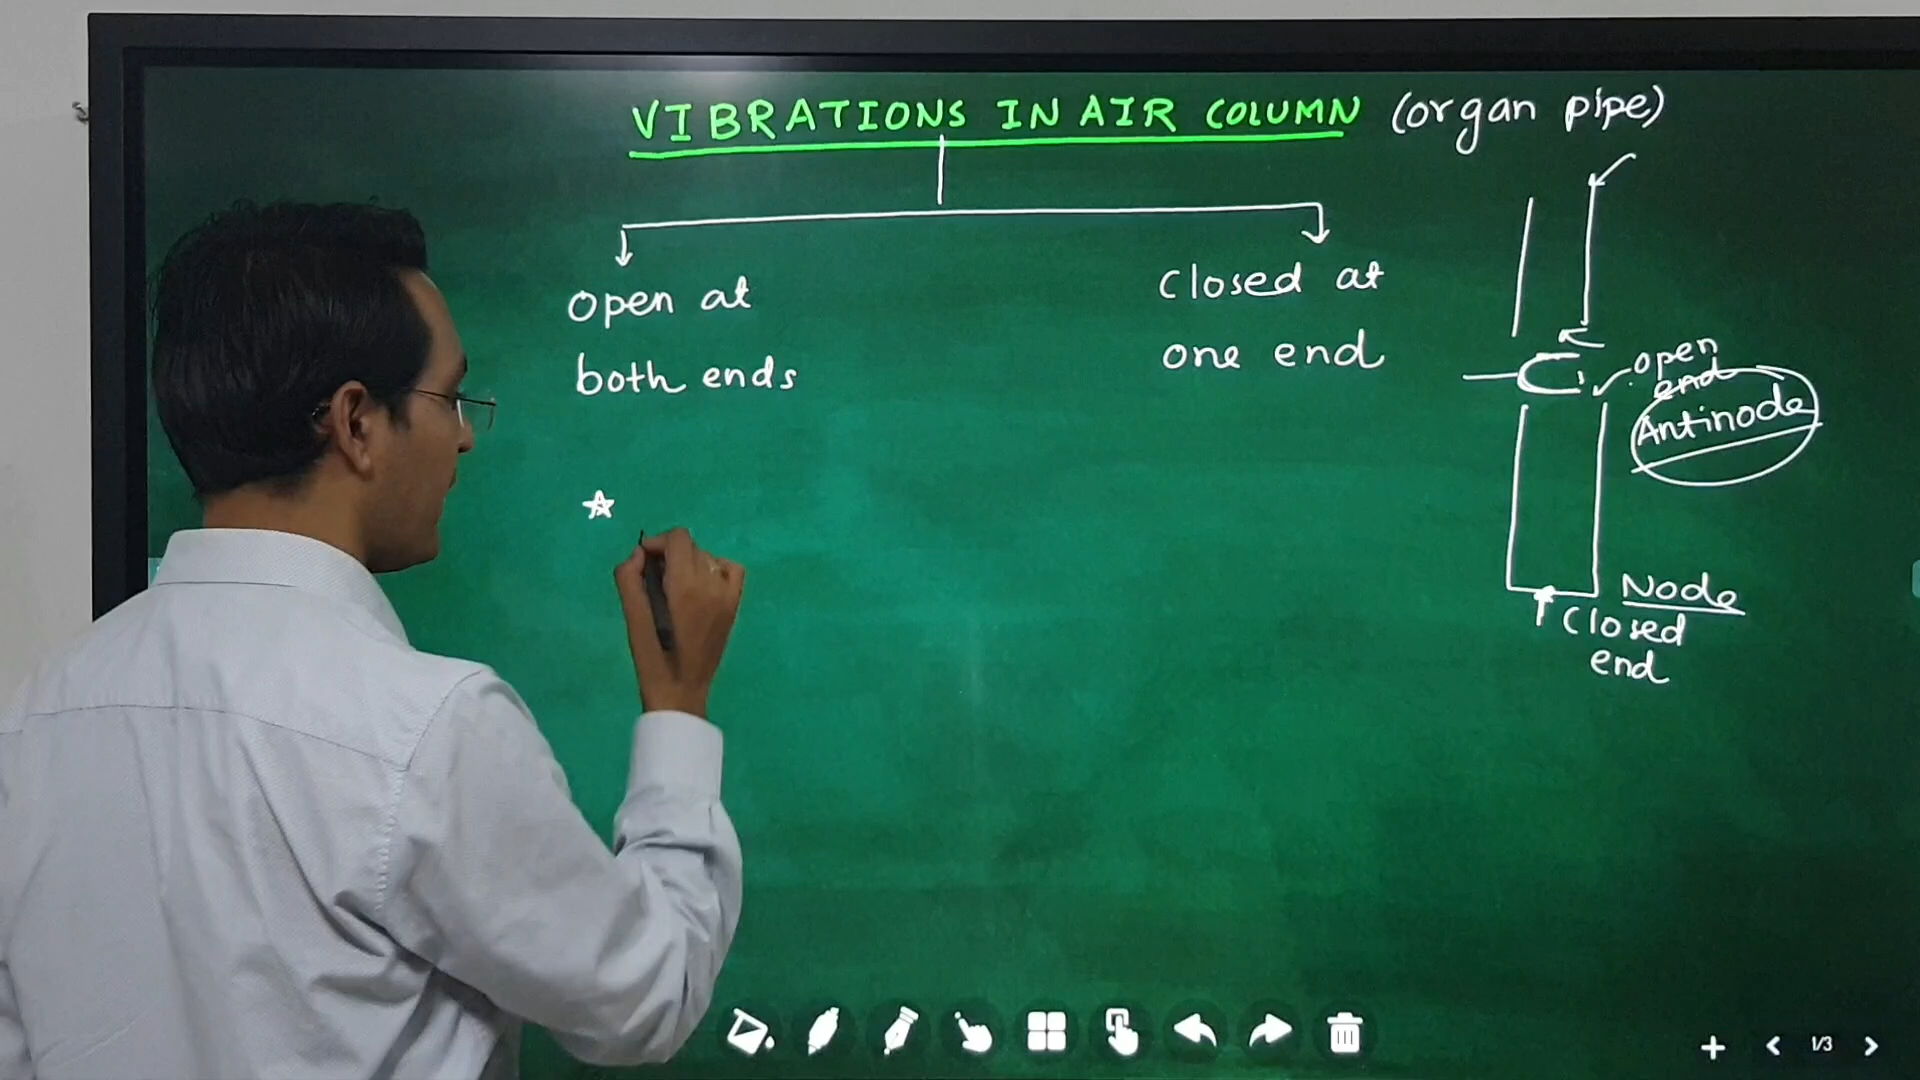 VIBRATIONS IN AIR COLUMN (organ pipe)
Open at
both ends
Closed at
one end
open
end
Antinode
Node
Closed
end
1/3